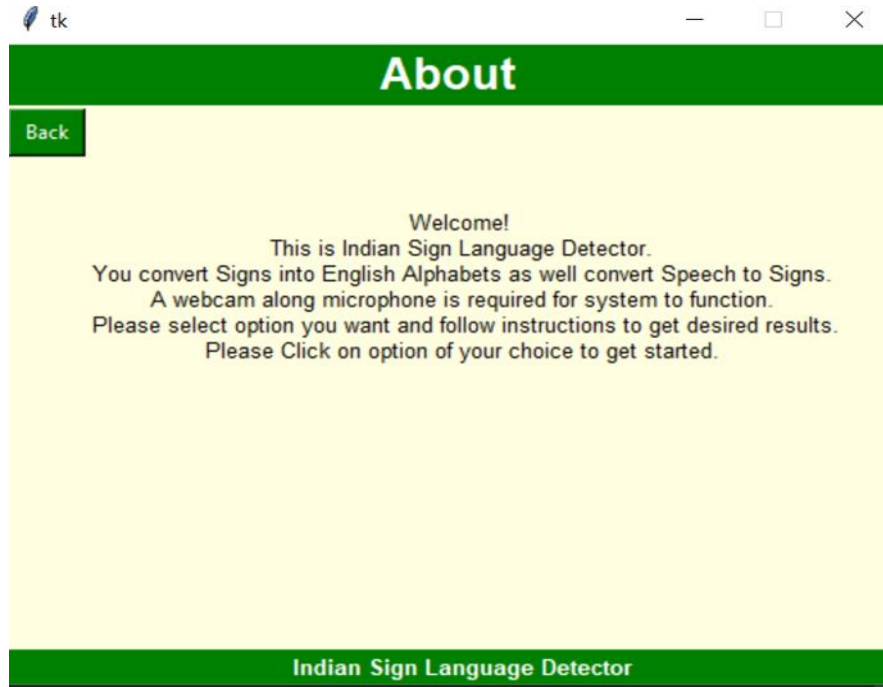 tk
About
Back
Welcome!
This is Indian Sign Language Detector.
You convert Signs into English Alphabets as well convert Speech to Signs.
A webcam along microphone is required for system to function.
Please select option you want and follow instructions to get desired results.
Please Click on option of your choice to get started.
Indian Sign Language Detector